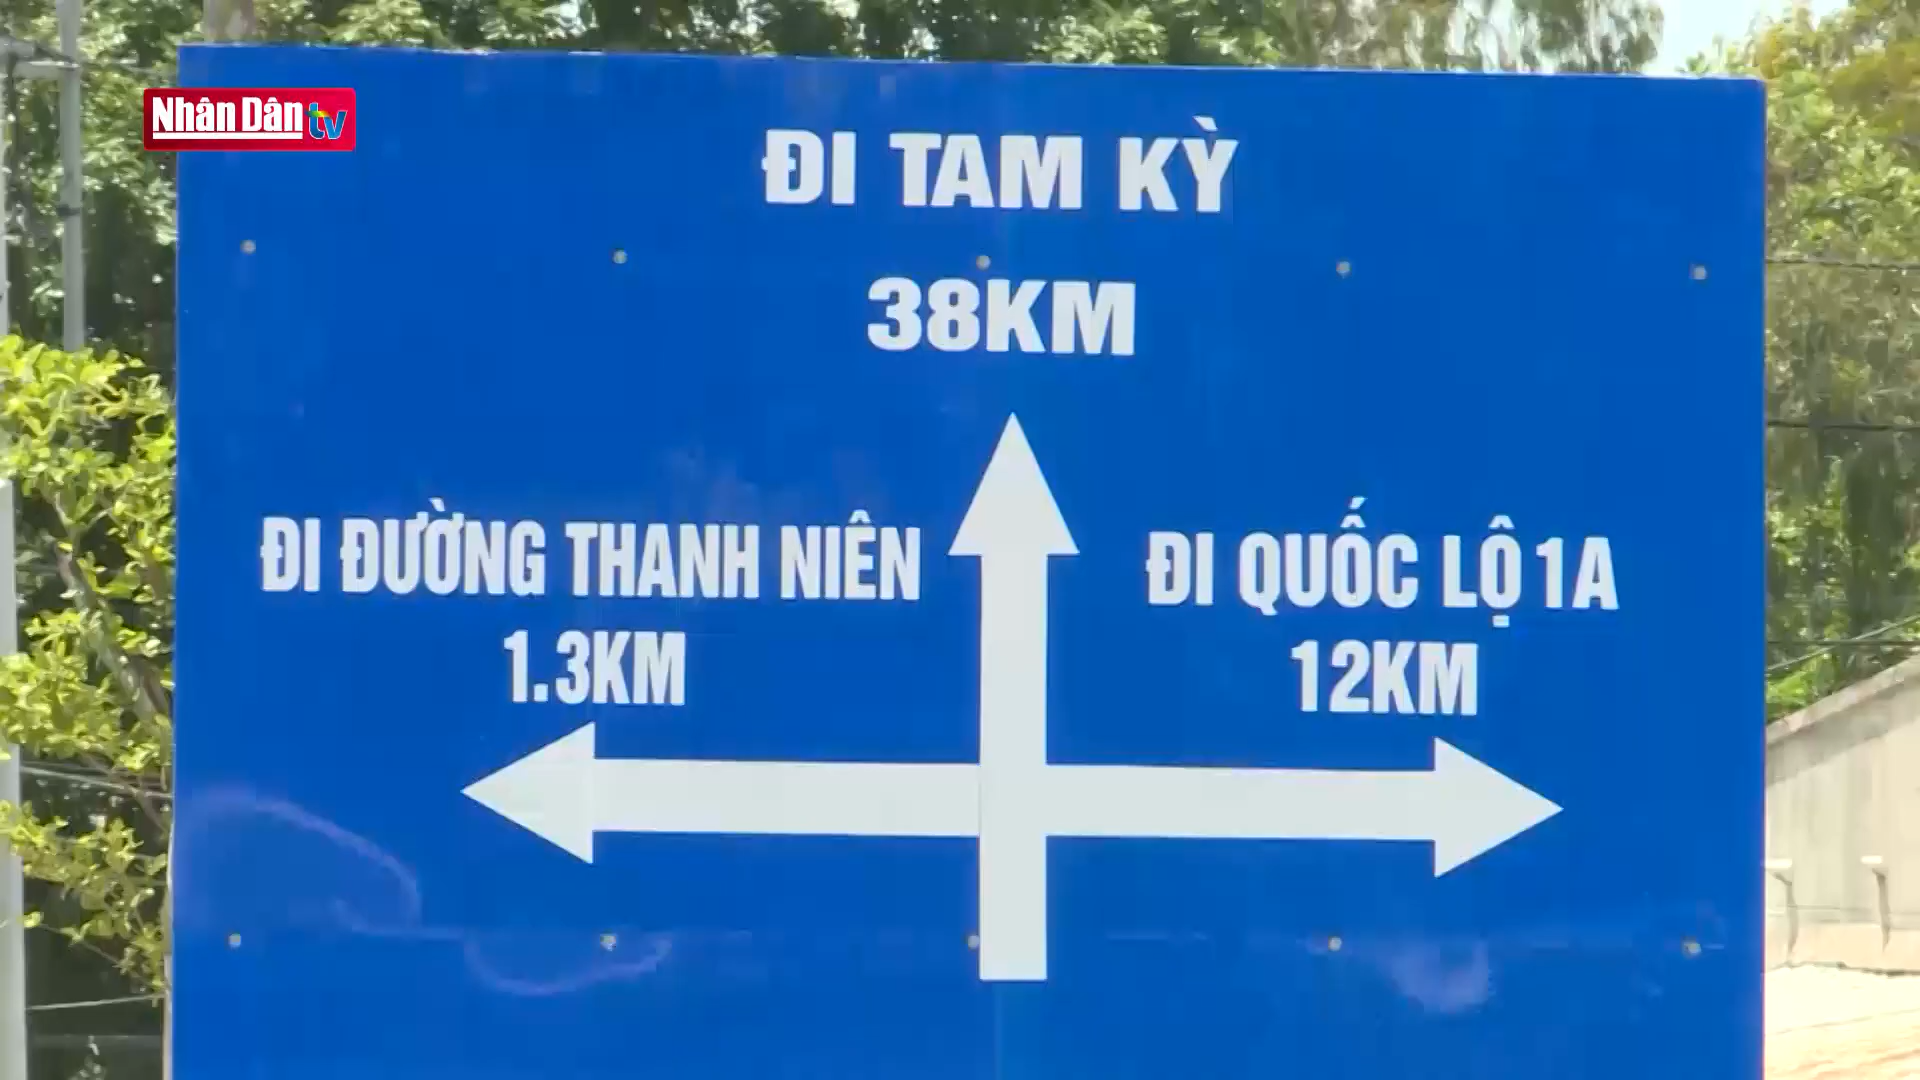 Nhân Dân tv
ĐI TAM KỲ
38KM
ĐI ĐƯỜNG THANH NIÊN
1.3KM
ĐI QUỐC LỘ 1A
12KM